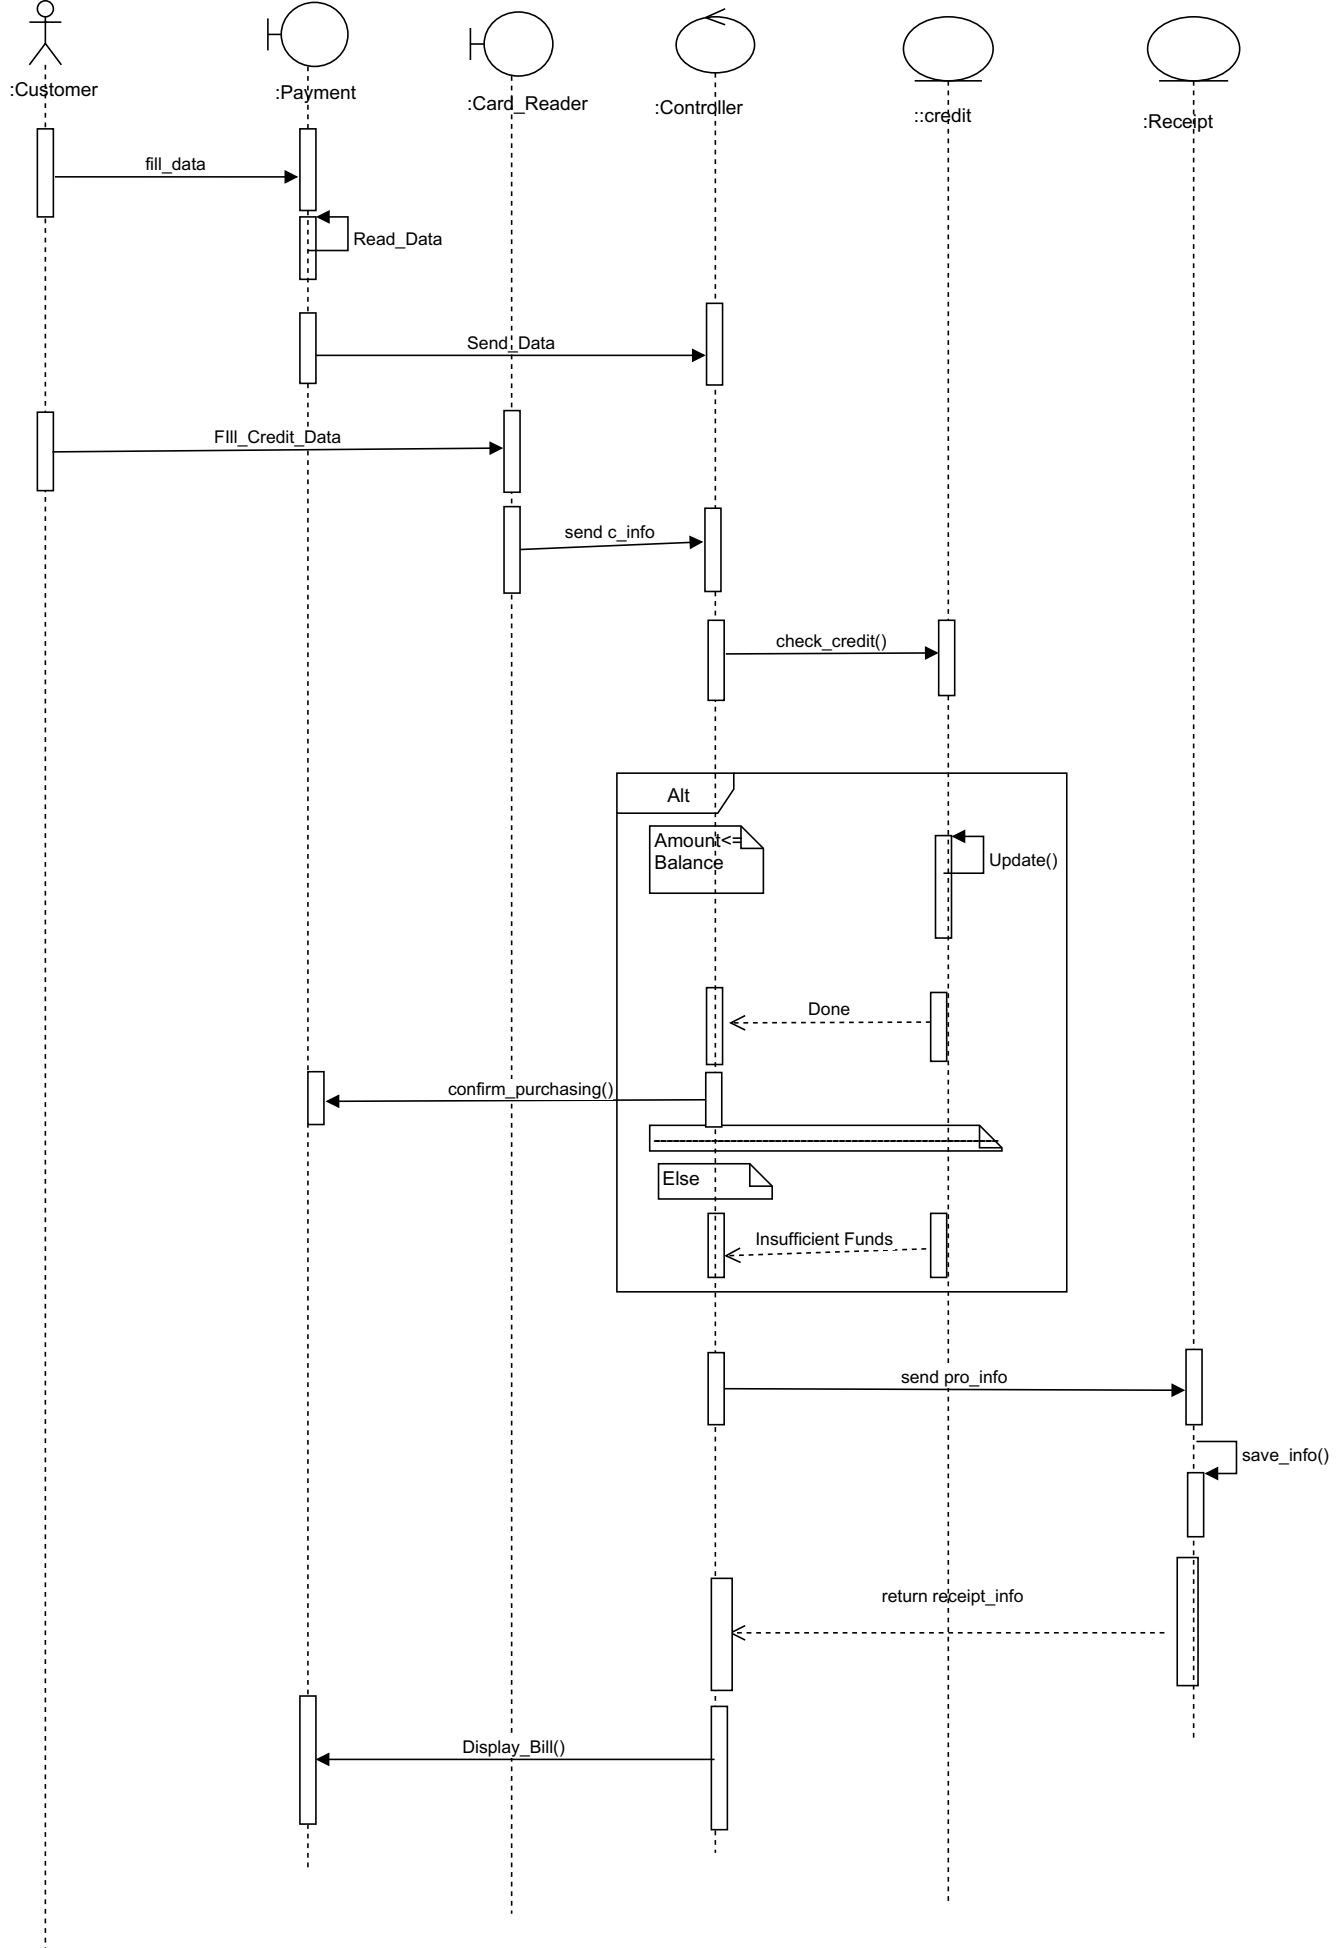 :Customer
:Payment
:Card_Reader
:Controller
::credit
:Receipt
fill_data
Read_Data
Send_Data
FIll_Credit_Data
send c_info
check_credit()
Alt
Amount<=
Balance
Update()
Done
confirm_purchasing()
Else
Insufficient Funds
send pro_info
save_info()
return receipt_info
Display_Bill()